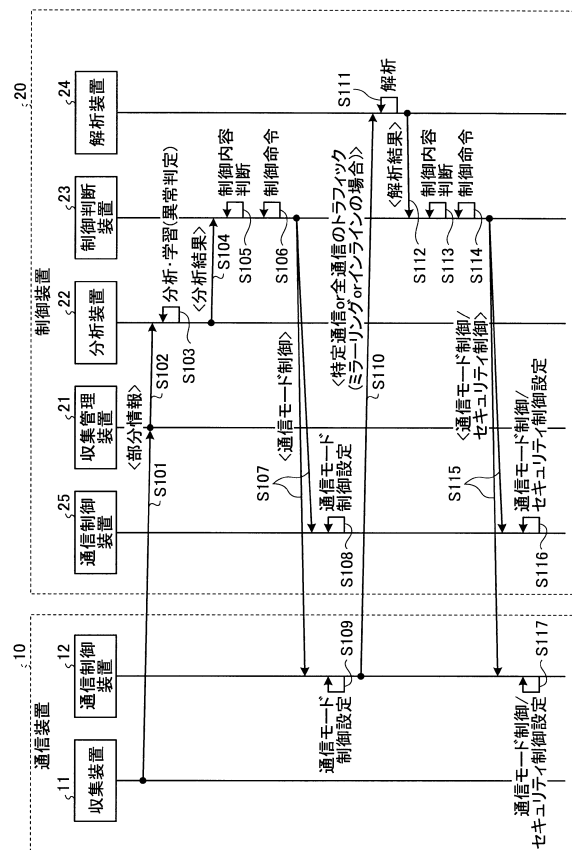 通信装置
10
収集装置
11
通信制御
装置
12
制御装置
20
通信制御
装置
25
収集管理
装置
21
分析装置
22
制御判断
装置
23
解析装置
24
<部分情報>
S101
S102
分析・学習(異常判定)
S103
<分析結果>
S104
制御内容
判断
S105
制御命令
S106
<通信モード制御>
S107
通信モード
制御設定
S108
通信モード
制御設定
S109
<特定通信or全通信のトラフィック
(ミラーリングorインラインの場合)>
S110
解析
S111
<解析結果>
S112
制御内容
判断
S113
制御命令
S114
<通信モード制御/
セキュリティ制御>
S115
通信モード制御/
セキュリティ制御設定
S116
通信モード制御/
セキュリティ制御設定
S117